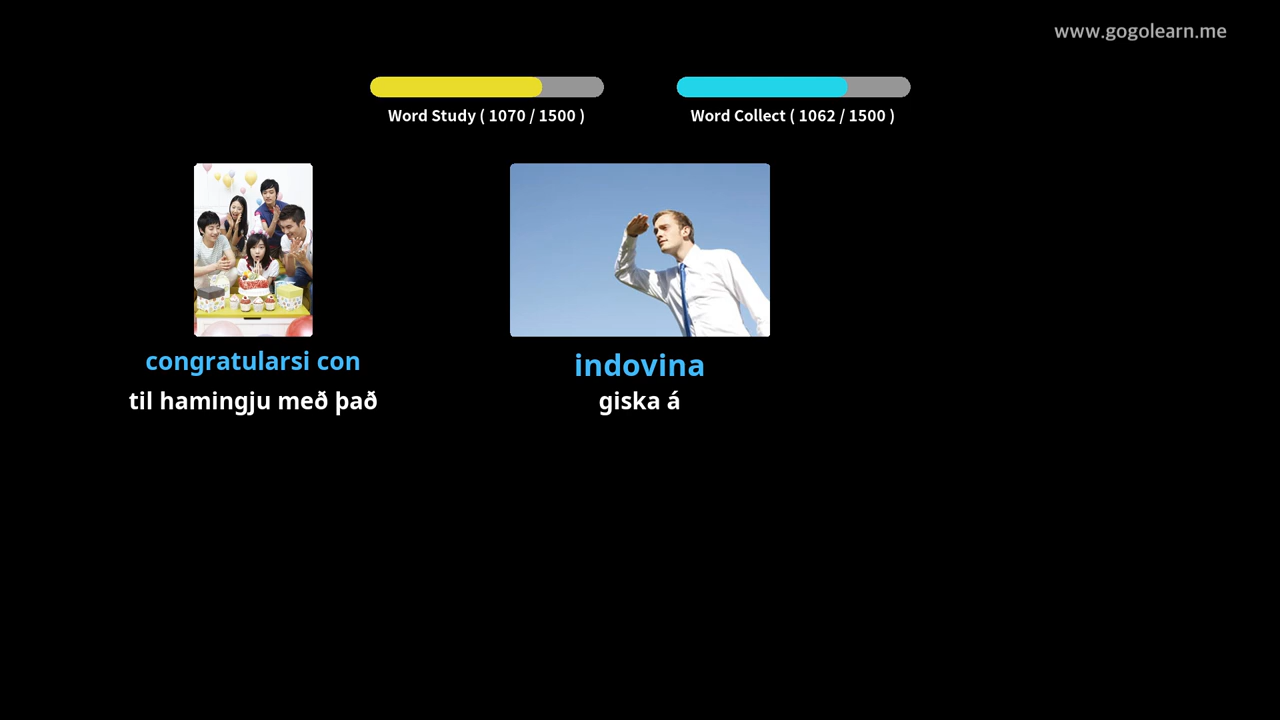 www.gogolearn.me
Word Study ( 1070 / 1500 )
Word Collect ( 1062 / 1500 )
congratularsi con
til hamingju með það
indovina
giska á